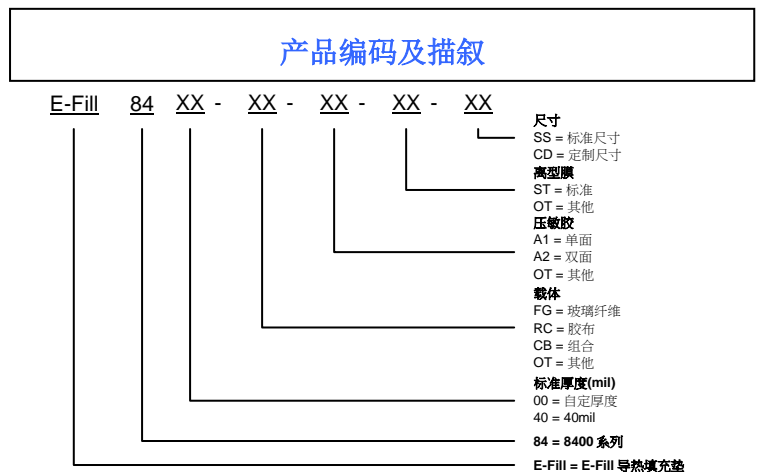 产品编码及描叙
E-Fill 84 XX - XX - XX - XX - XX
尺寸
SS = 标准尺寸
CD = 定制尺寸
离型膜
ST = 标准
OT = 其他
压敏胶
A1 = 单面
A2 = 双面
OT = 其他
载体
FG = 玻璃纤维
RC = 胶布
CB = 组合
OT = 其他
标准厚度(mil)
00 = 自定厚度
40 = 40mil
84 = 8400 系列
E-Fill = E-Fill 导热填充垫